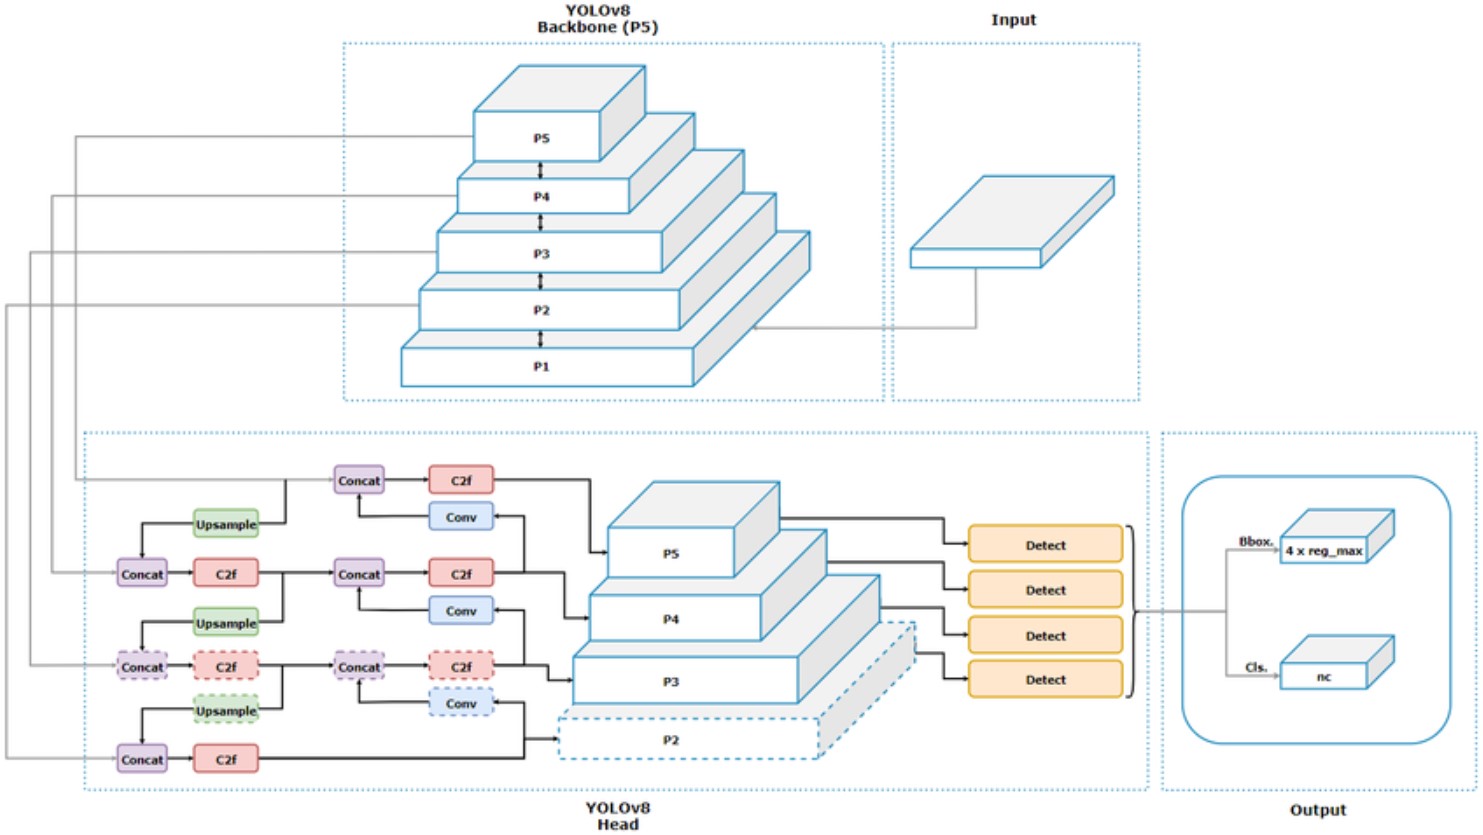 YOLOv8
Backbone (P5)
Input
P5
P4
P3
P2
P1
Concat
C2f
Upsample
Conv
Concat
C2f
Concat
C2f
Upsample
Conv
Concat
C2f
Concat
C2f
Upsample
Conv
Concat
C2f
P5
P4
P3
P2
Detect
Detect
Detect
Detect
Bbox.
4 x reg_max
Cls.
nc
YOLOv8
Head
Output